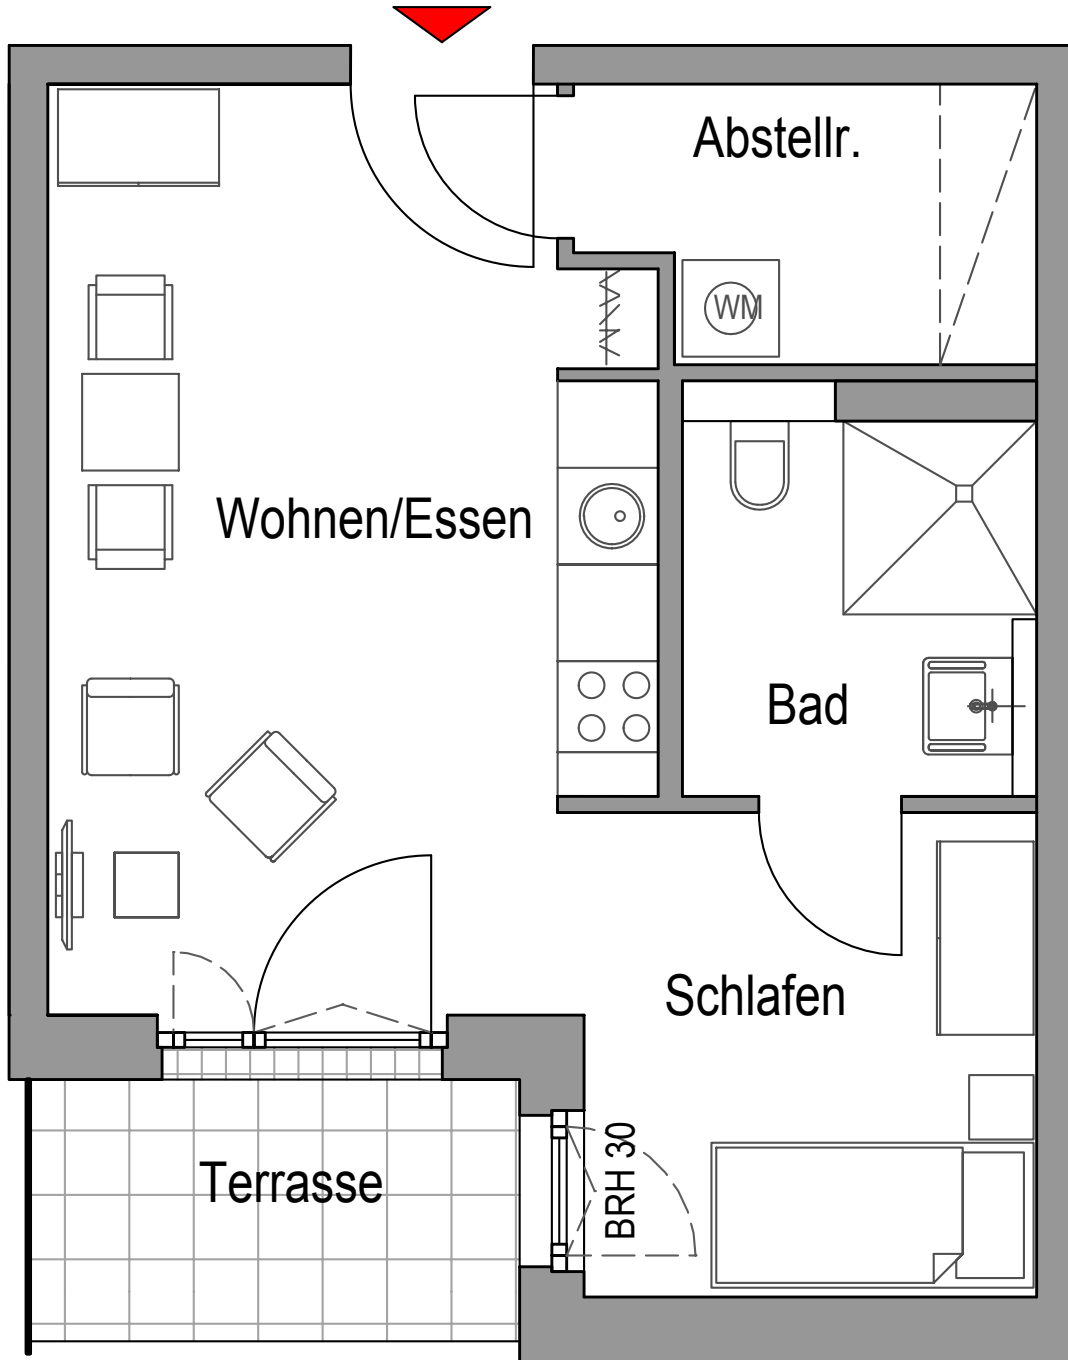 Abstellr.
WM
Wohnen/Essen
Bad
Schlafen
BRH 30
Terrasse